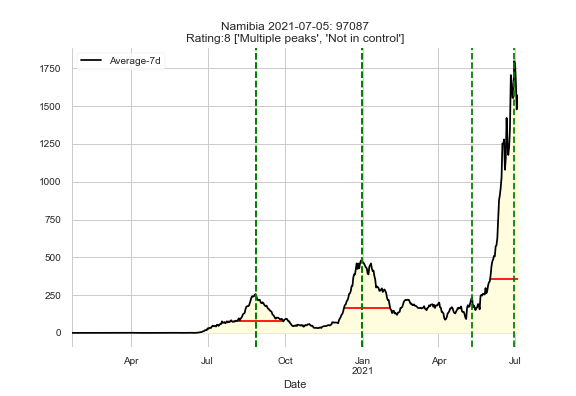 Namibia 2021-07-05: 97087
Rating:8 ['Multiple peaks', 'Not in control']
Average-7d
1750
1500
1250
1000
750
500
250
0
Apr Jul Oct Jan Apr Jul
2021
Date